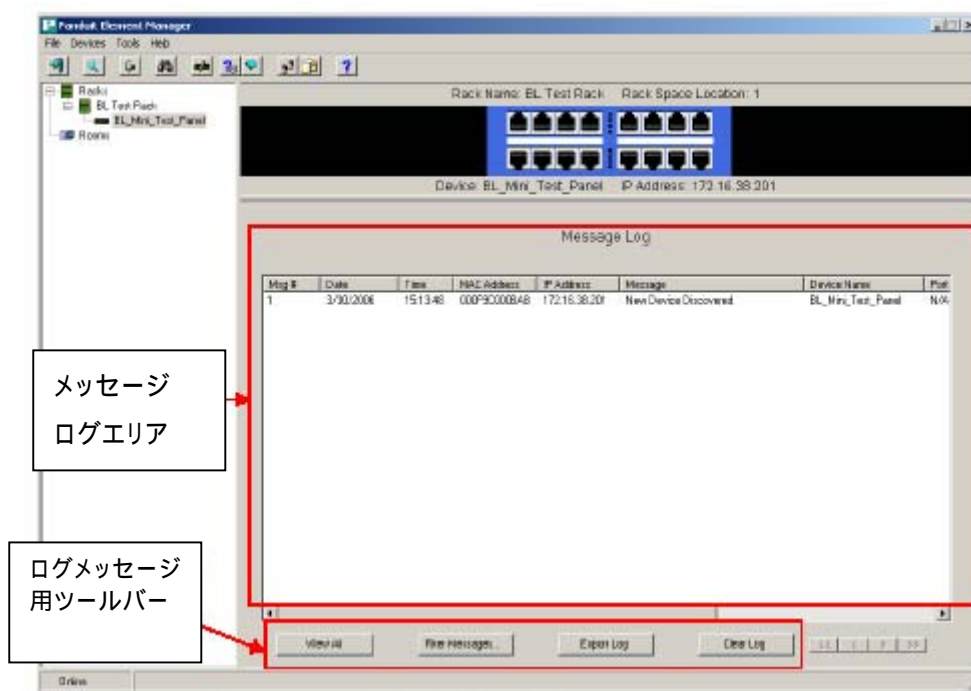 Panduit Element Manager
File Devices Tools Help
Racks
BL Test Rack
BL_Mini_Test_Panel
Rooms
Rack Name: BL Test Rack Rack Space Location: 1
Device: BL_Mini_Test_Panel IP Address: 172.16.38.201
Message Log
Msg # Date Time MAC Address IP Address Message Device Name Port
1 3/30/2006 15:13:48 172.16.38.201 New Device Discovered. BL_Mini_Test_Panel N/A
メッセージ
ログエリア
ログメッセージ
用ツールバー
View All Filter Messages... Export Log Clear Log << < > >>
Online